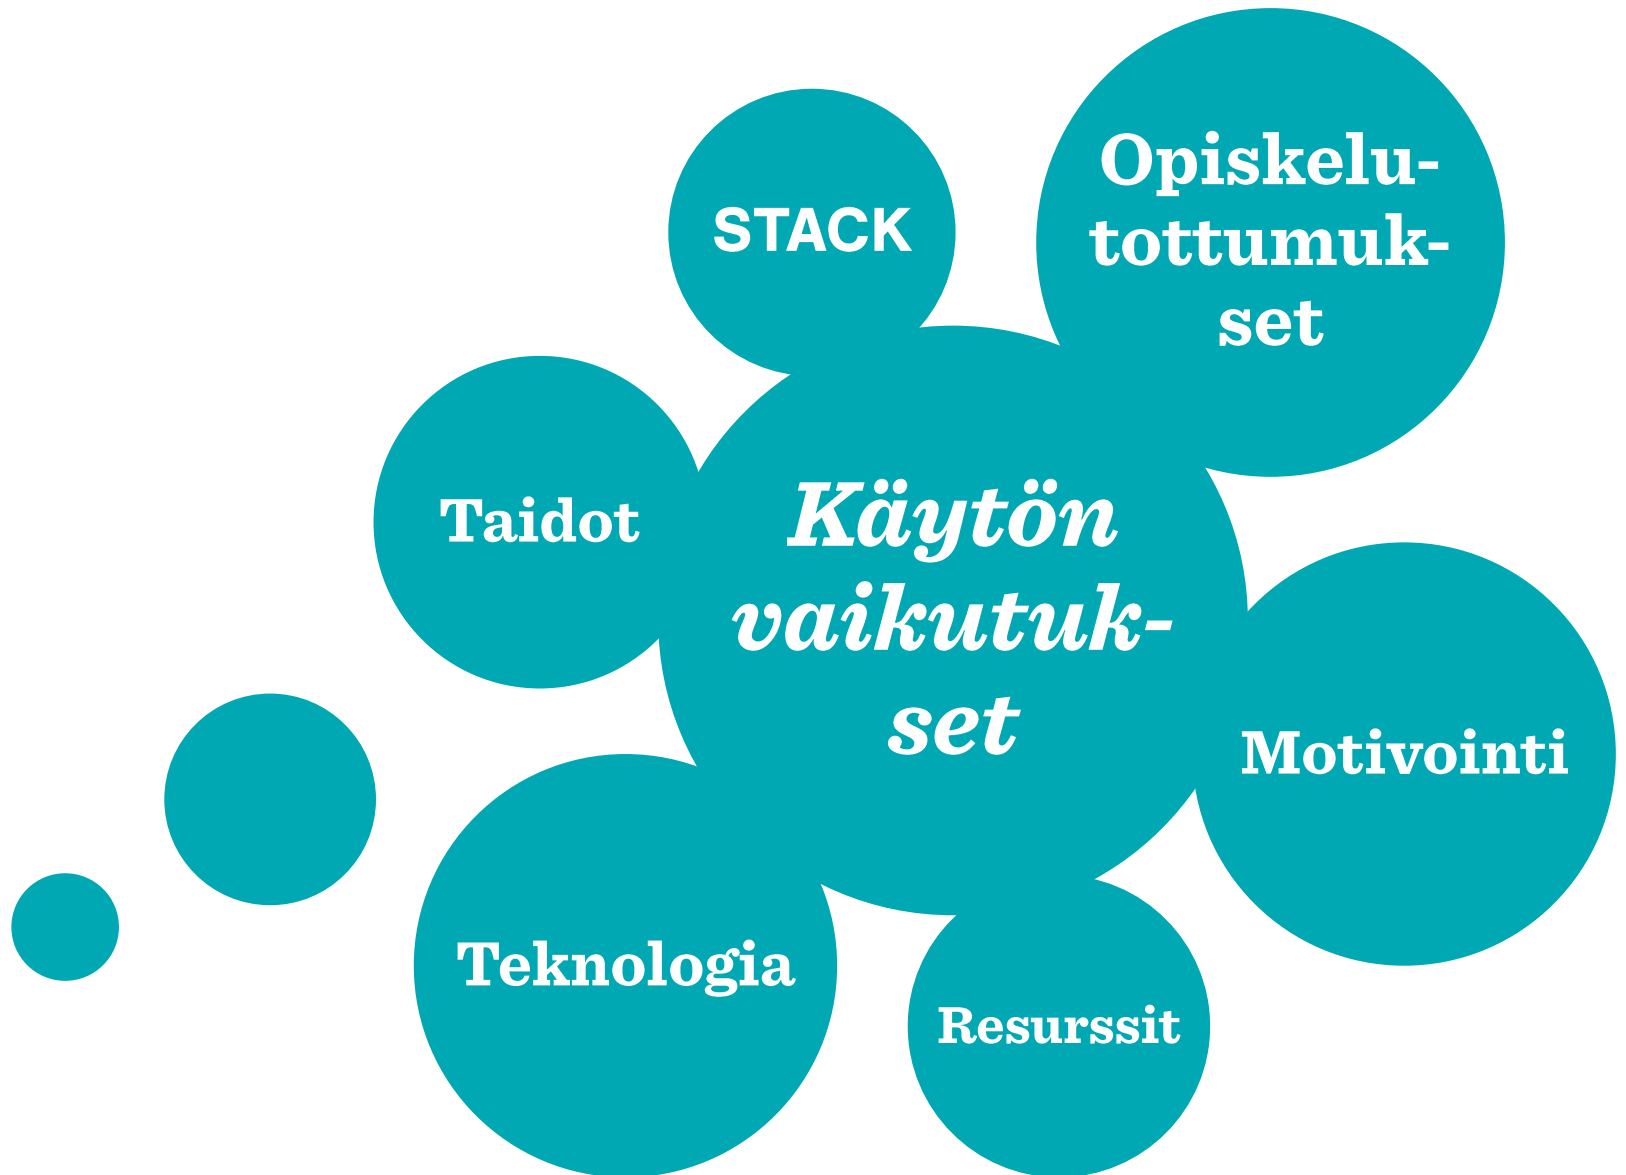 STACK
Opiskelu-
tottumuk-
set
Taidot
Käytön
vaikutuk-
set
Motivointi
Teknologia
Resurssit